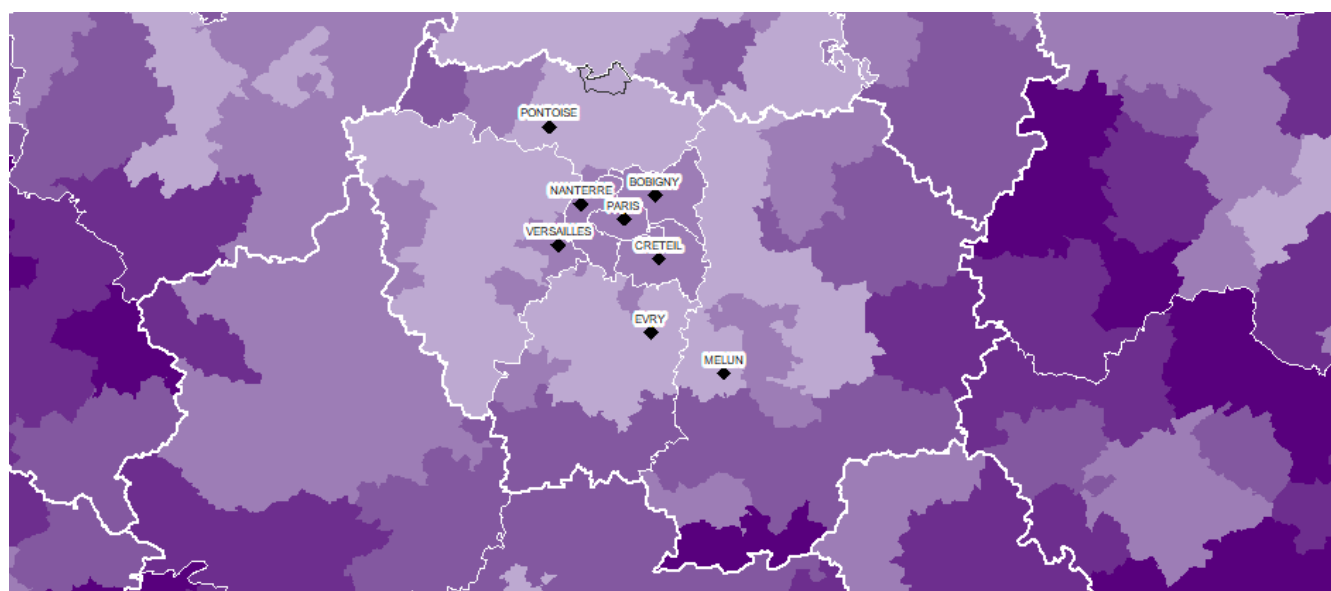 PONTOISE
BOBIGNY
NANTERRE
PARIS
VERSAILLES
CRETEIL
EVRY
MELUN